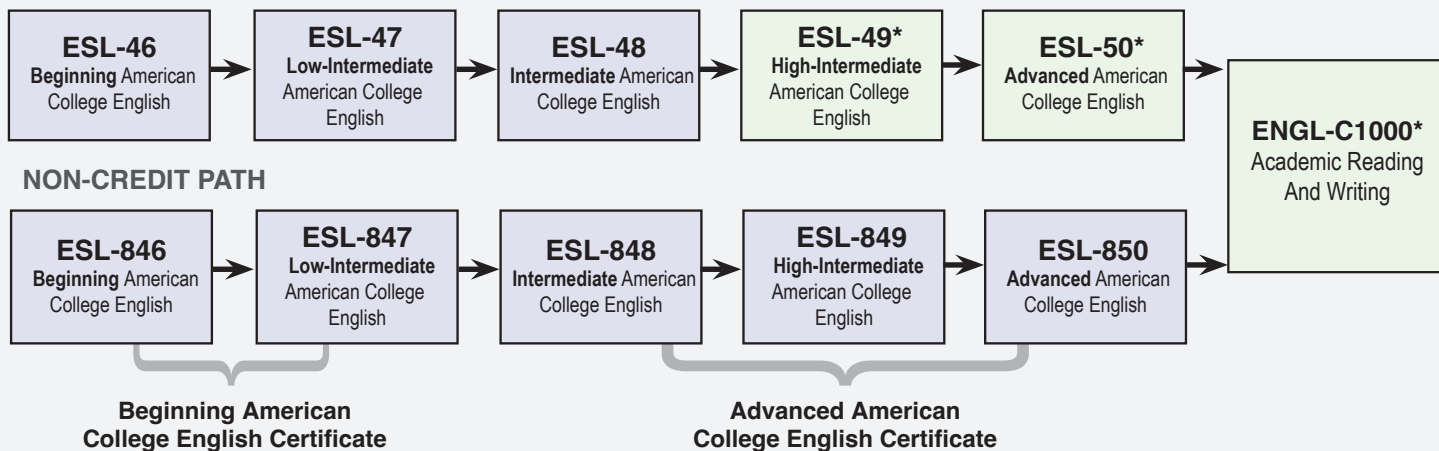 ESL-46
Beginning American
College English
ESL-47
Low-Intermediate
American College
English
ESL-48
Intermediate American
College English
ESL-49*
High-Intermediate
American College
English
ESL-50*
Advanced American
College English
ENGL-C1000*
Academic Reading
And Writing
NON-CREDIT PATH
ESL-846
Beginning American
College English
ESL-847
Low-Intermediate
American College
English
ESL-848
Intermediate American
College English
ESL-849
High-Intermediate
American College
English
ESL-850
Advanced American
College English
Beginning American
College English Certificate
Advanced American
College English Certificate